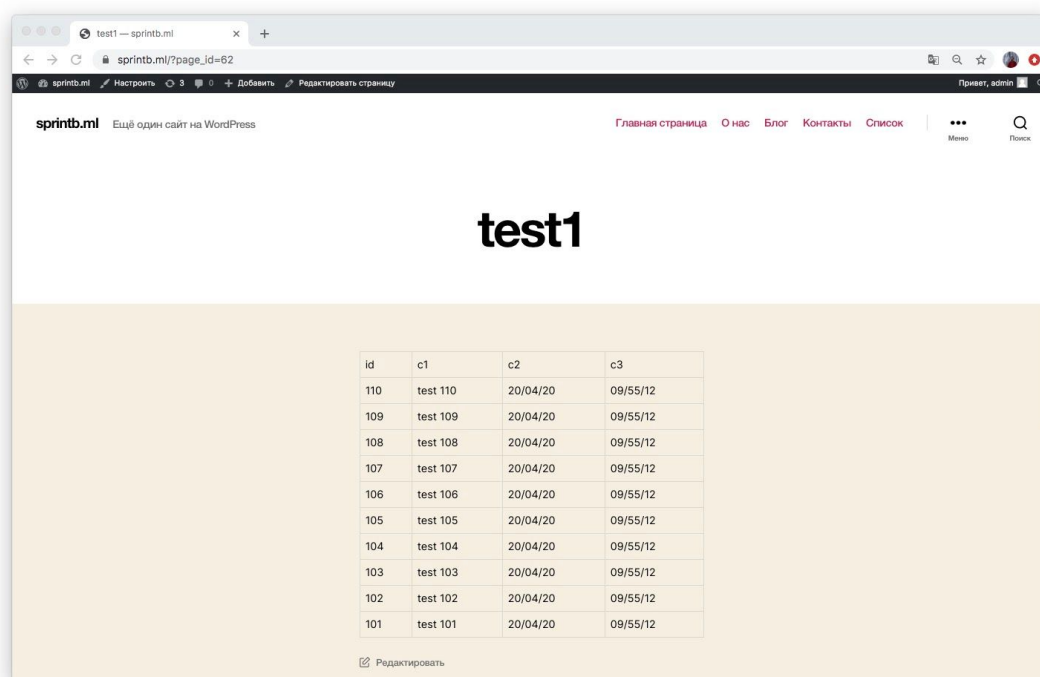 test1 — sprintb.ml
sprintb.ml/?page_id=62
sprintb.ml Настроить 3 0 Добавить Редактировать страницу Привет, admin
sprintb.ml Ещё один сайт на WordPress Главная страница О нас Блог Контакты Список
Меню Поиск
test1
id c1 c2 c3
110 test 110 20/04/20 09/55/12
109 test 109 20/04/20 09/55/12
108 test 108 20/04/20 09/55/12
107 test 107 20/04/20 09/55/12
106 test 106 20/04/20 09/55/12
105 test 105 20/04/20 09/55/12
104 test 104 20/04/20 09/55/12
103 test 103 20/04/20 09/55/12
102 test 102 20/04/20 09/55/12
101 test 101 20/04/20 09/55/12
Редактировать